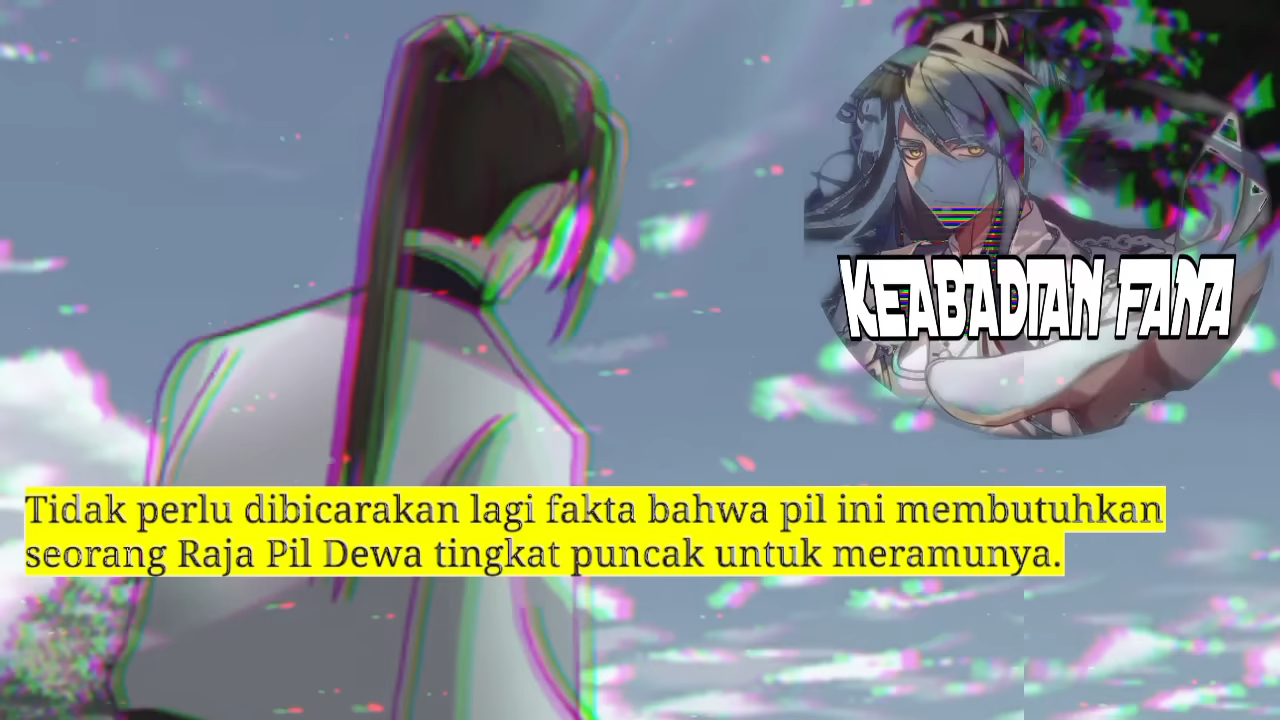 KEABADIAN FANA
Tidak perlu dibicarakan lagi fakta bahwa pil ini membutuhkan
seorang Raja Pil Dewa tingkat puncak untuk meramunya.